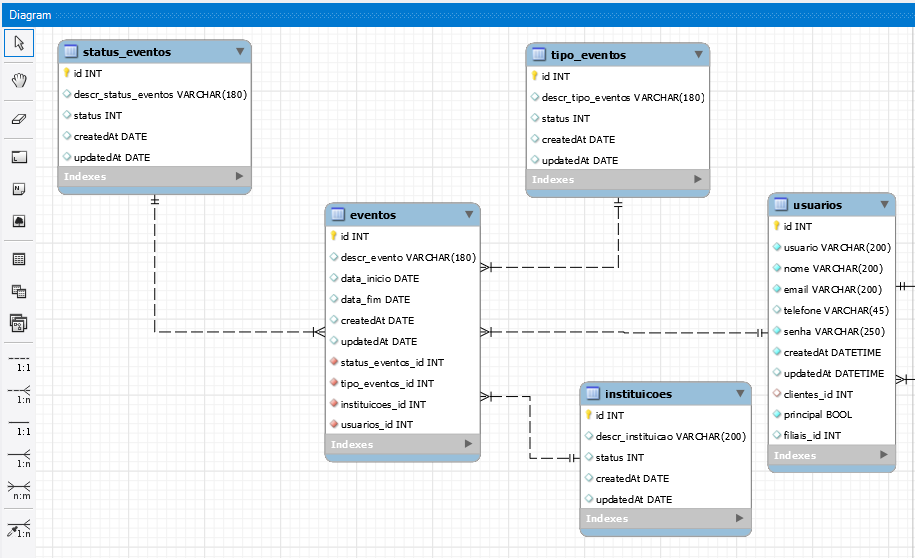 Diagram
status_eventos
id INT
descr_status_eventos VARCHAR(180)
status INT
createdAt DATE
updatedAt DATE
Indexes
tipo_eventos
id INT
descr_tipo_eventos VARCHAR(180)
status INT
createdAt DATE
updatedAt DATE
Indexes
eventos
id INT
descr_evento VARCHAR(180)
data_inicio DATE
data_fim DATE
createdAt DATE
updatedAt DATE
status_eventos_id INT
tipo_eventos_id INT
instituicoes_id INT
usuarios_id INT
Indexes
usuarios
id INT
usuario VARCHAR(200)
nome VARCHAR(200)
email VARCHAR(200)
telefone VARCHAR(45)
senha VARCHAR(250)
createdAt DATETIME
updatedAt DATETIME
clientes_id INT
principal BOOL
filiais_id INT
Indexes
instituicoes
id INT
descr_instituicao VARCHAR(200)
status INT
createdAt DATE
updatedAt DATE
Indexes
1:1
1:n
1:1
1:n
n:m
1:n